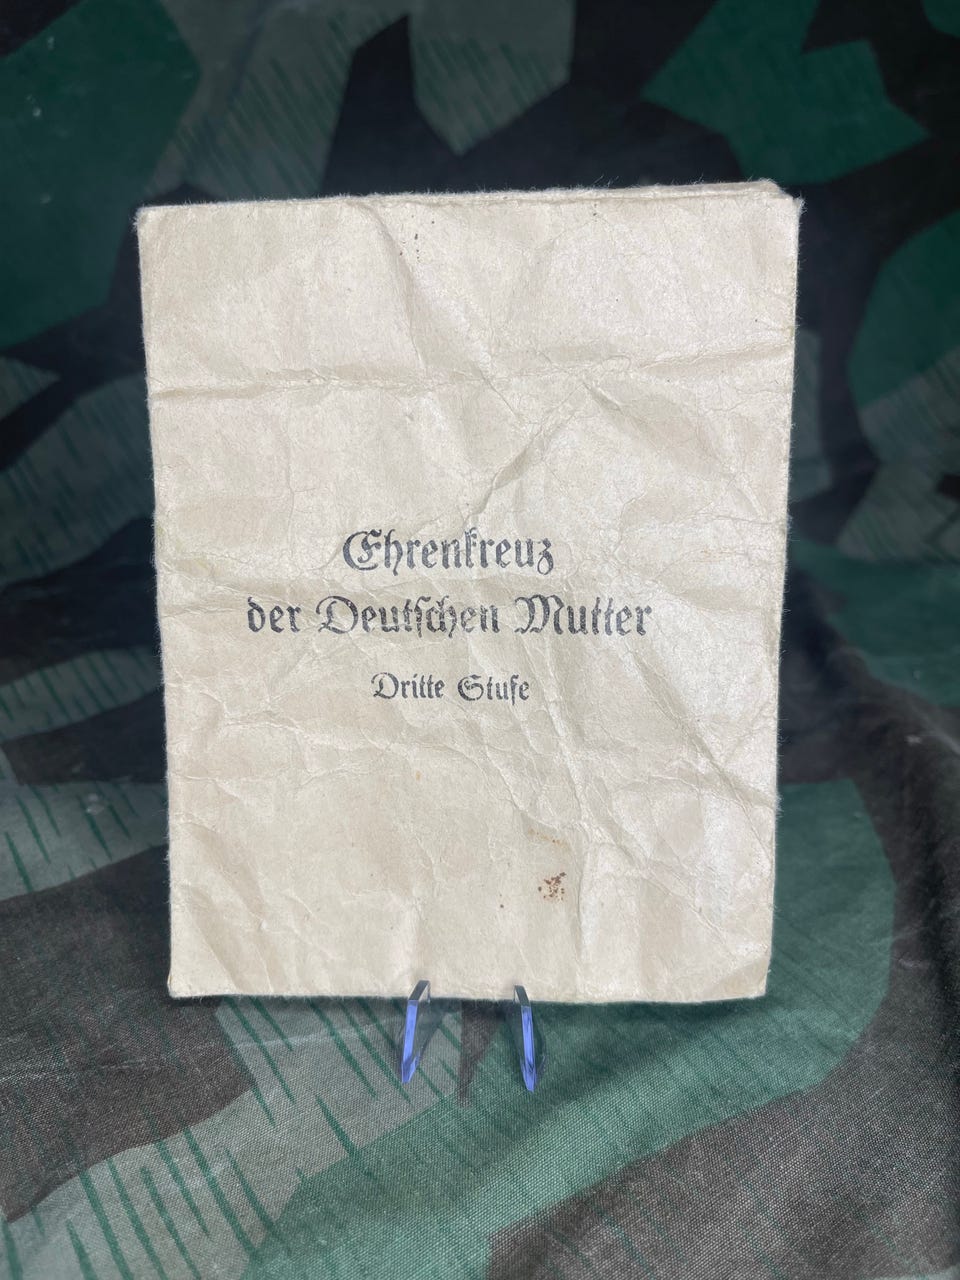 Ehrenkreuz
der Deutschen Mutter
Dritte Stufe